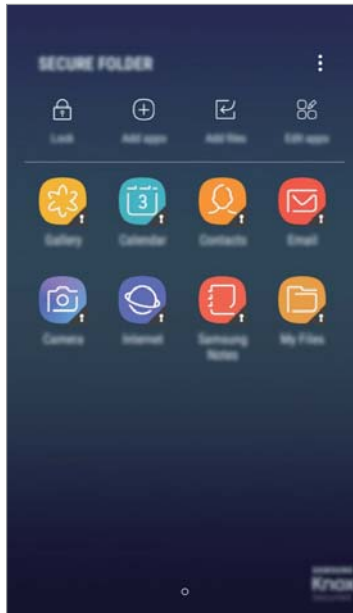 SECURE FOLDER
Lock
Add apps
Add files
Edit apps
3
Gallery
Calendar
Contacts
Email
Camera
Internet
Samsung
Notes
My Files
SAMSUNG
Knox